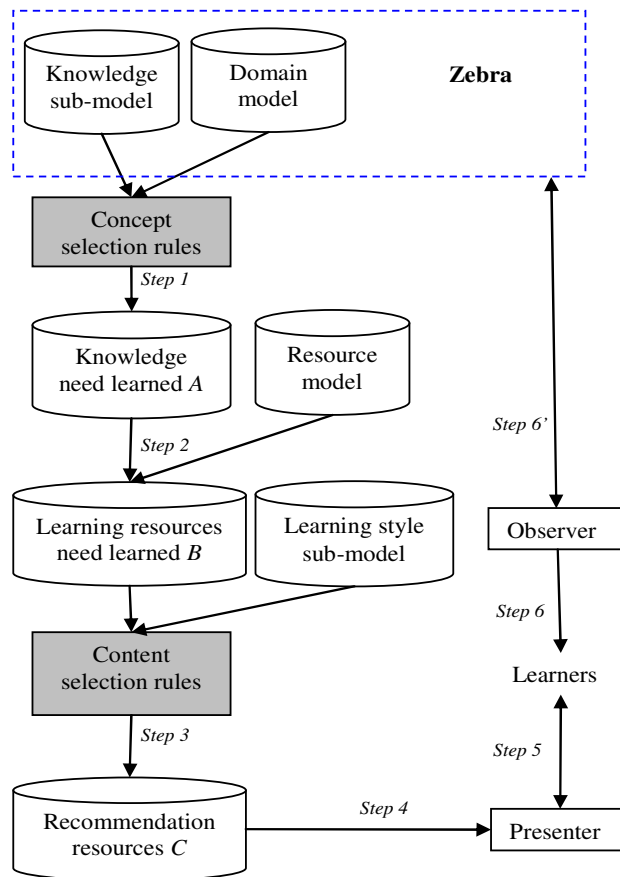 Knowledge
sub-model
Domain
model
Zebra
Concept
selection rules
Step 1
Knowledge
need learned A
Resource
model
Step 2
Step 6’
Learning resources
need learned B
Learning style
sub-model
Observer
Step 6
Content
selection rules
Learners
Step 3
Step 5
Step 4
Recommendation
resources C
Presenter